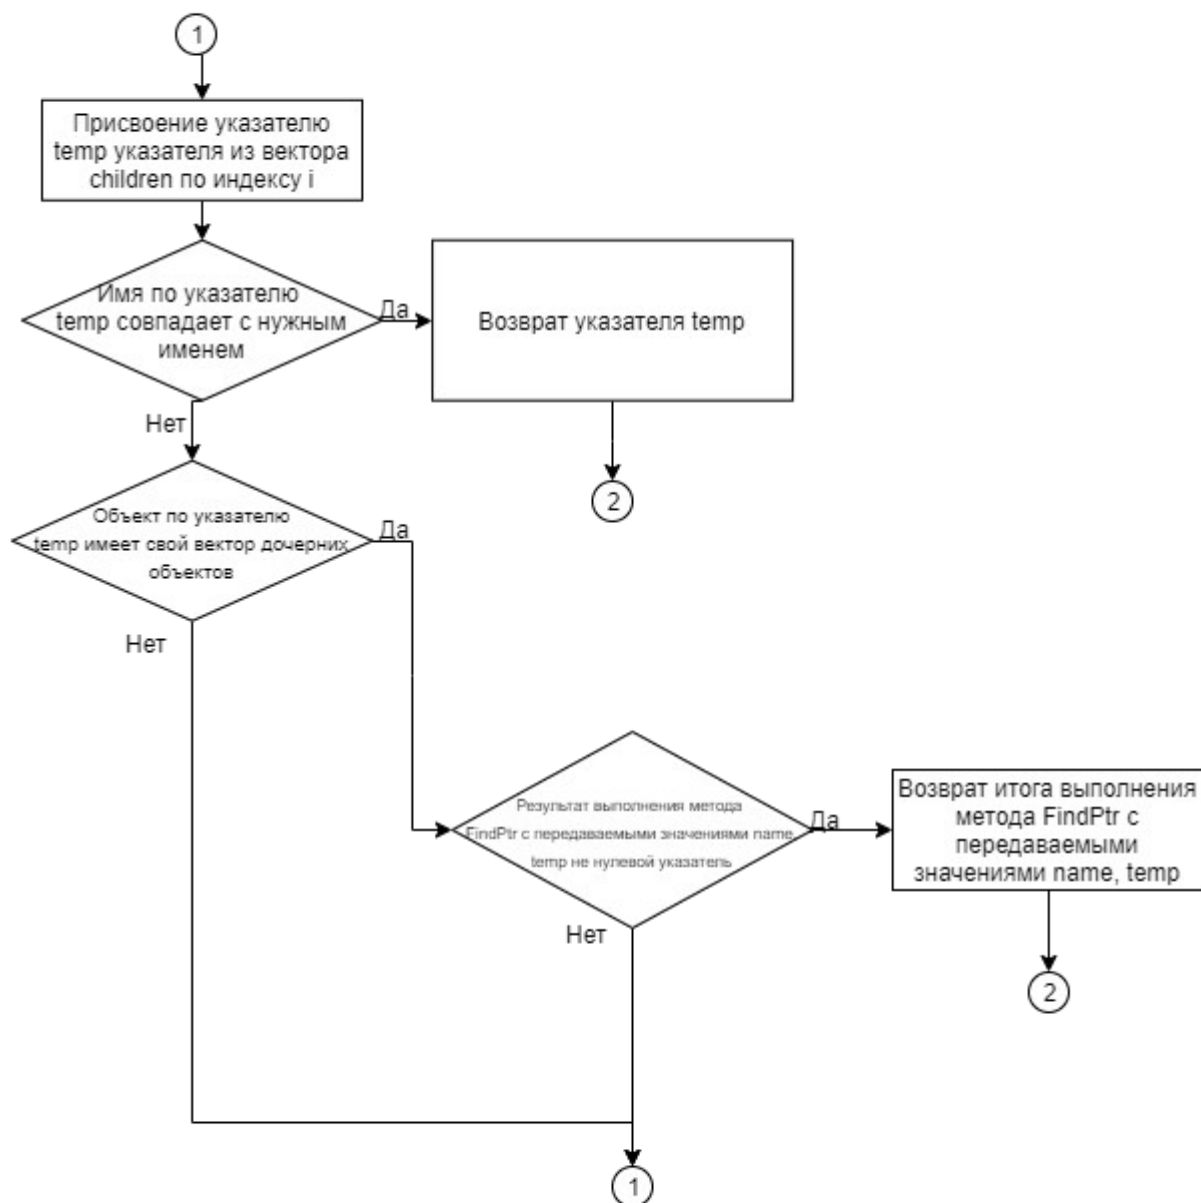 1
Присвоение указателю
temp указателя из вектора
children по индексу i
Имя по указателю
temp совпадает с нужным
именем
Да
Возврат указателя temp
Нет
2
Объект по указателю
temp имеет свой вектор дочерних
объектов
Да
Нет
Результат выполнения метода
FindPtr с передаваемыми значениями name,
temp не нулевой указатель
Да
Возврат итога выполнения
метода FindPtr с
передаваемыми
значениями name, temp
Нет
2
1